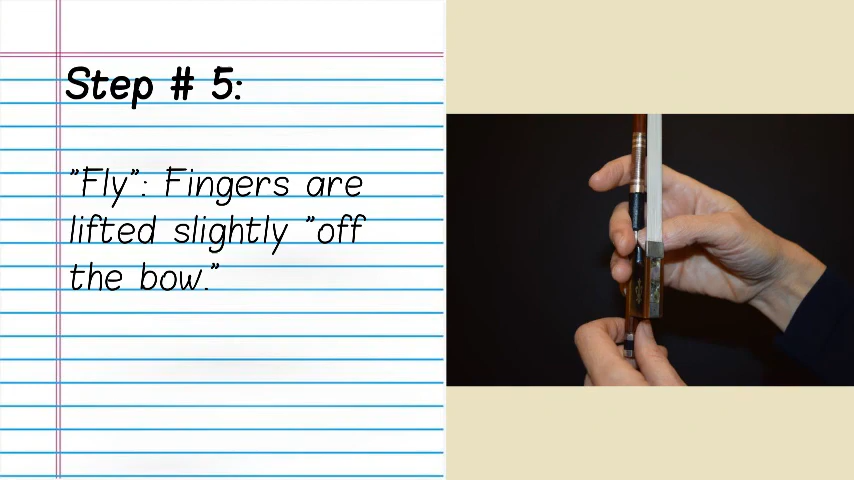 Step # 5:
"Fly": Fingers are
lifted slightly "off
the bow."